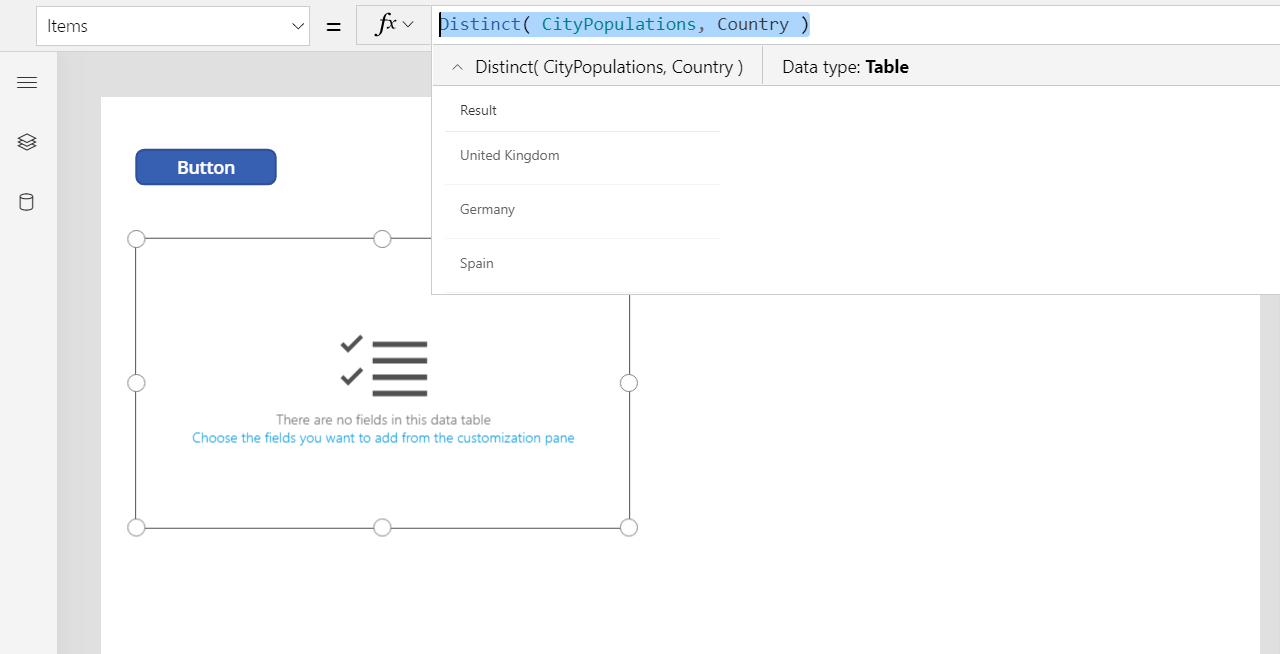 Items
=
fx
Distinct( CityPopulations, Country )
Distinct( CityPopulations, Country )
Data type: Table
Result
United Kingdom
Germany
Spain
Button
There are no fields in this data table
Choose the fields you want to add from the customization pane